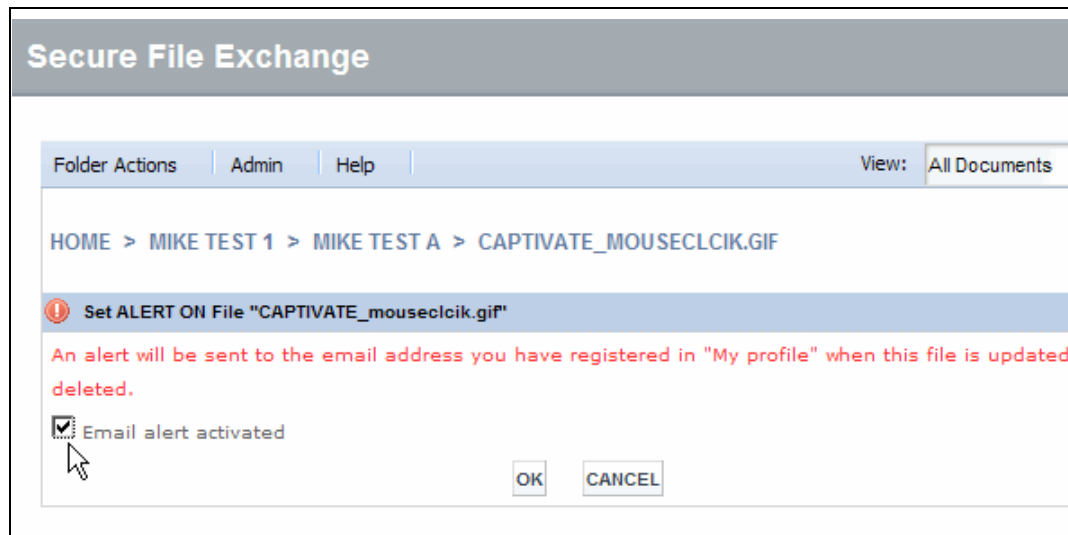 Secure File Exchange
Folder Actions Admin Help View: All Documents
HOME > MIKE TEST 1 > MIKE TEST A > CAPTIVATE_MOUSECLCIK.GIF
Set ALERT ON File "CAPTIVATE_mouseclcik.gif"
An alert will be sent to the email address you have registered in "My profile" when this file is updated
deleted.
Email alert activated
OK CANCEL